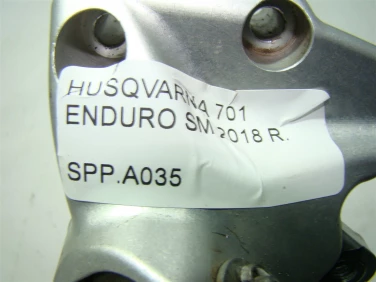 HUSQVARNA 701
ENDURO SM 2018 R.
SPP.A035